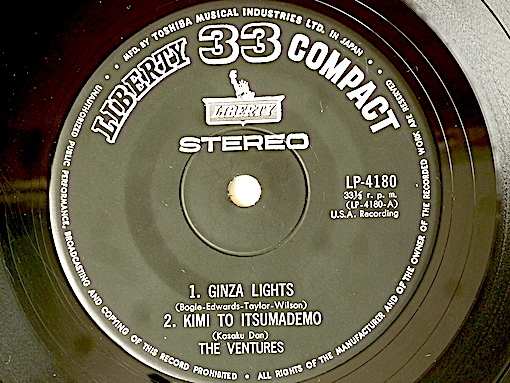 MFD. BY TOSHIBA MUSICAL INDUSTRIES LTD. IN JAPAN
LIBERTY 33 COMPACT
LIBERTY
STEREO
LP-4180
33⅓ r. p. m.
(LP-4180-A)
U.S.A. Recording
1. GINZA LIGHTS
(Bogle-Edwards-Taylor-Wilson)
2. KIMI TO ITSUMADEMO
(Kosaku Dan)
THE VENTURES
UNAUTHORIZED PUBLIC PERFORMANCE, BROADCASTING AND COPYING OF THIS RECORD PROHIBITED • ALL RIGHTS OF THE MANUFACTURER AND OF THE OWNER OF THE RECORDED WORK ARE RESERVED